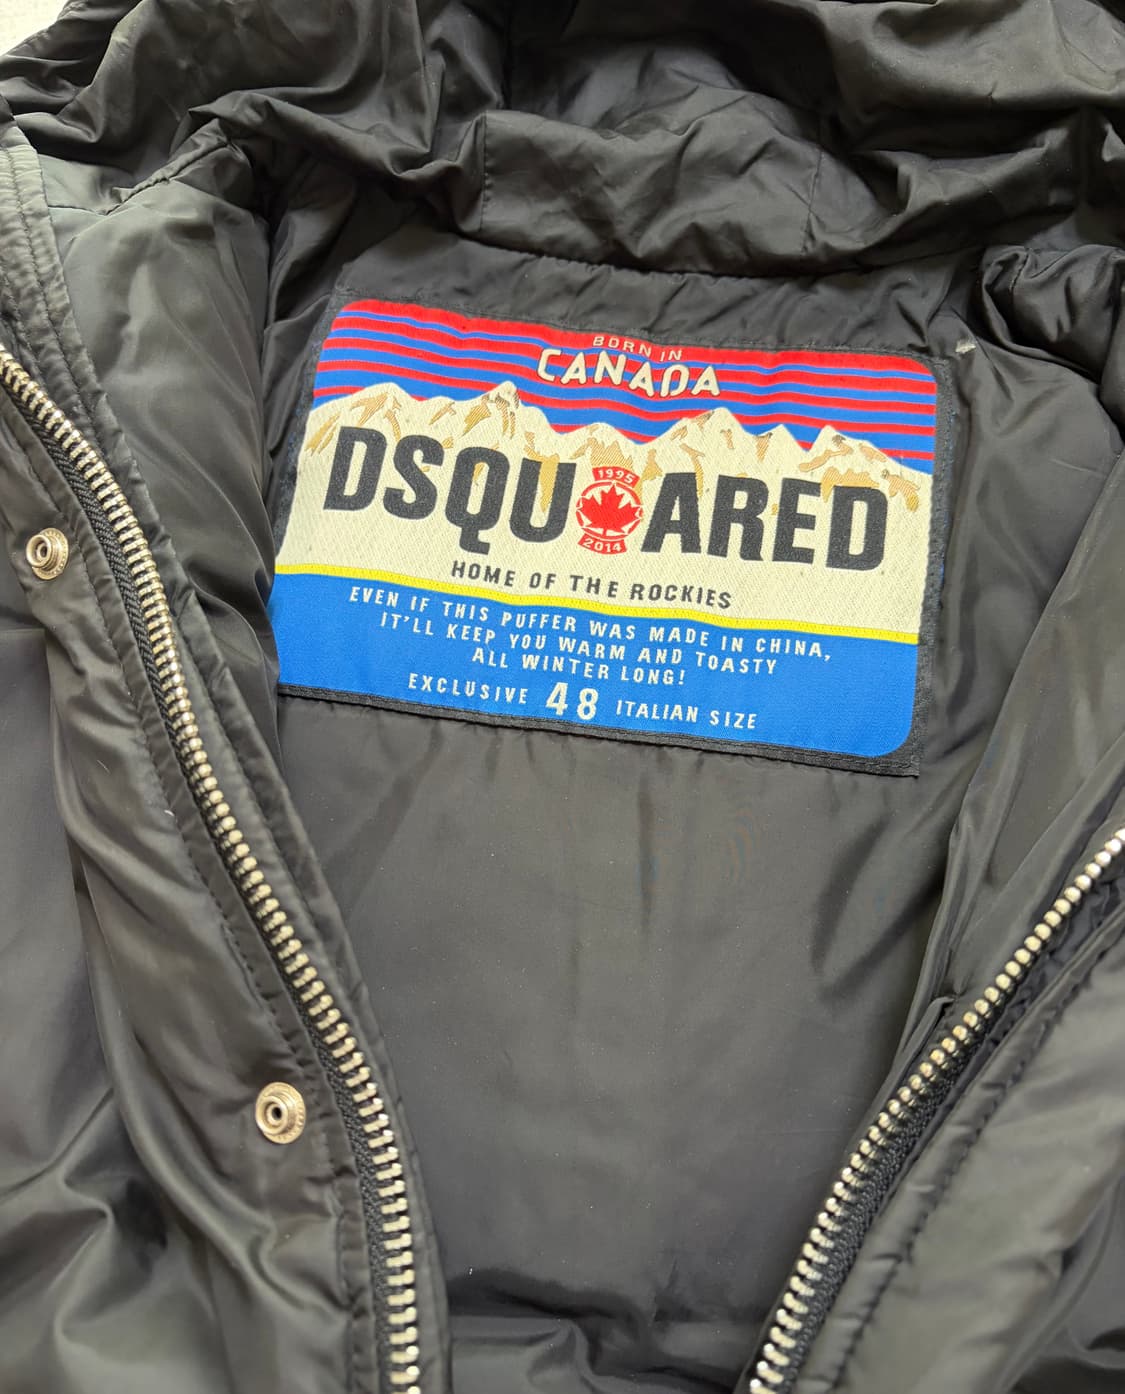 BORN IN
CANADA
DSQU ARED
1995
2014
HOME OF THE ROCKIES
EVEN IF THIS PUFFER WAS MADE IN CHINA,
IT'LL KEEP YOU WARM AND TOASTY
ALL WINTER LONG!
EXCLUSIVE 48 ITALIAN SIZE